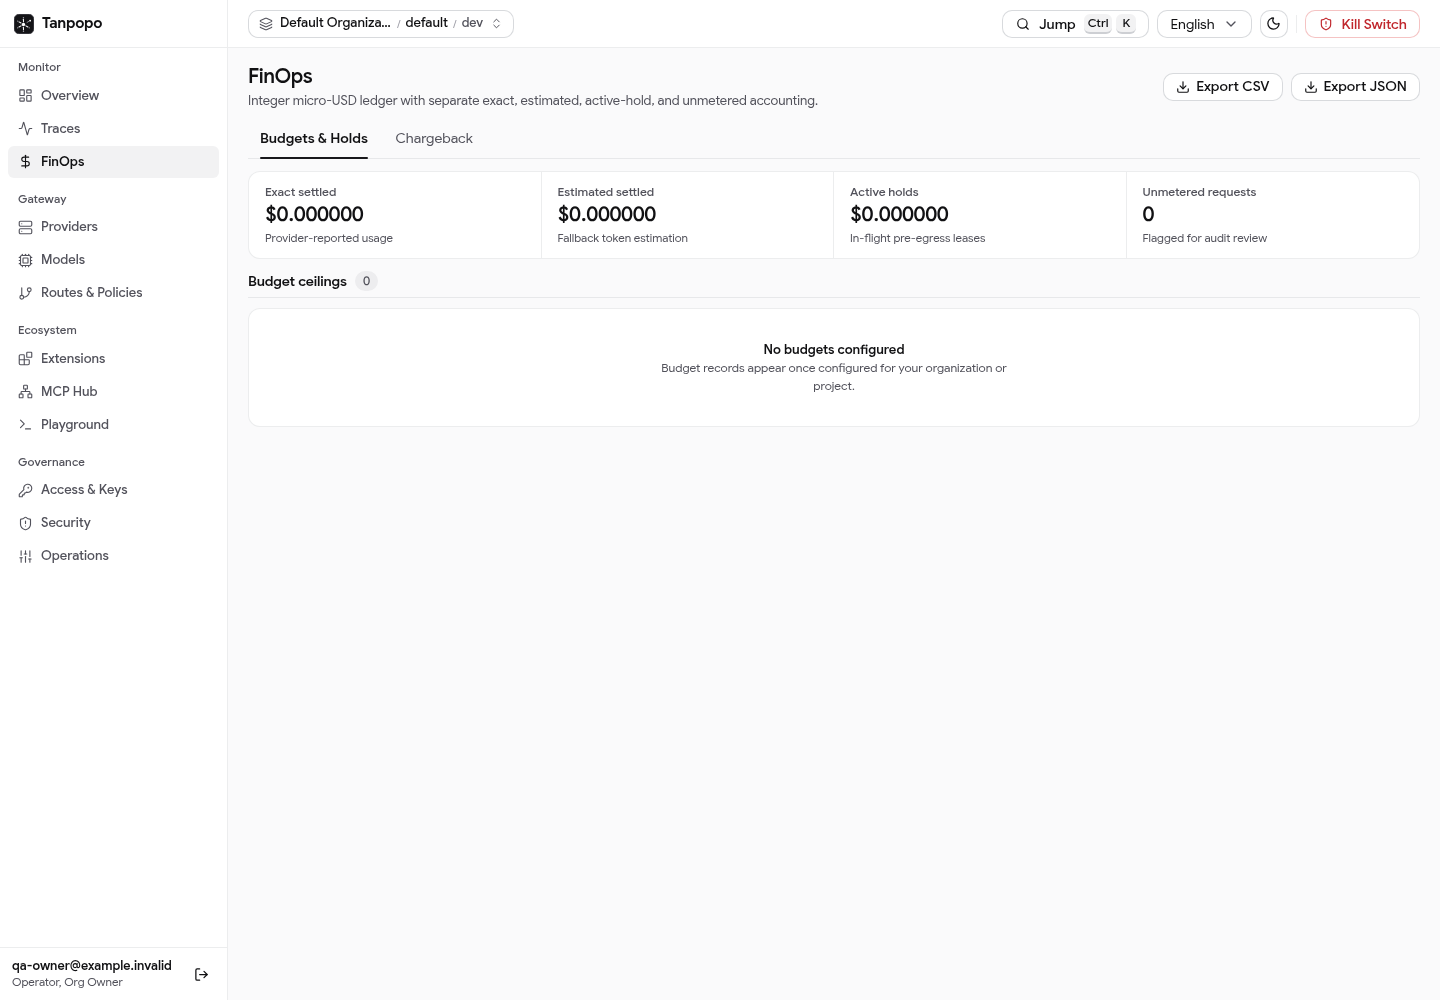 Tanpopo
Monitor
Overview
Traces
FinOps
Gateway
Providers
Models
Routes & Policies
Ecosystem
Extensions
MCP Hub
Playground
Governance
Access & Keys
Security
Operations
qa-owner@example.invalid
Operator, Org Owner
Default Organiza... / default / dev
Jump Ctrl K
English
Kill Switch
FinOps
Integer micro-USD ledger with separate exact, estimated, active-hold, and unmetered accounting.
Export CSV
Export JSON
Budgets & Holds
Chargeback
Exact settled
$0.000000
Provider-reported usage
Estimated settled
$0.000000
Fallback token estimation
Active holds
$0.000000
In-flight pre-egress leases
Unmetered requests
0
Flagged for audit review
Budget ceilings 0
No budgets configured
Budget records appear once configured for your organization or
project.